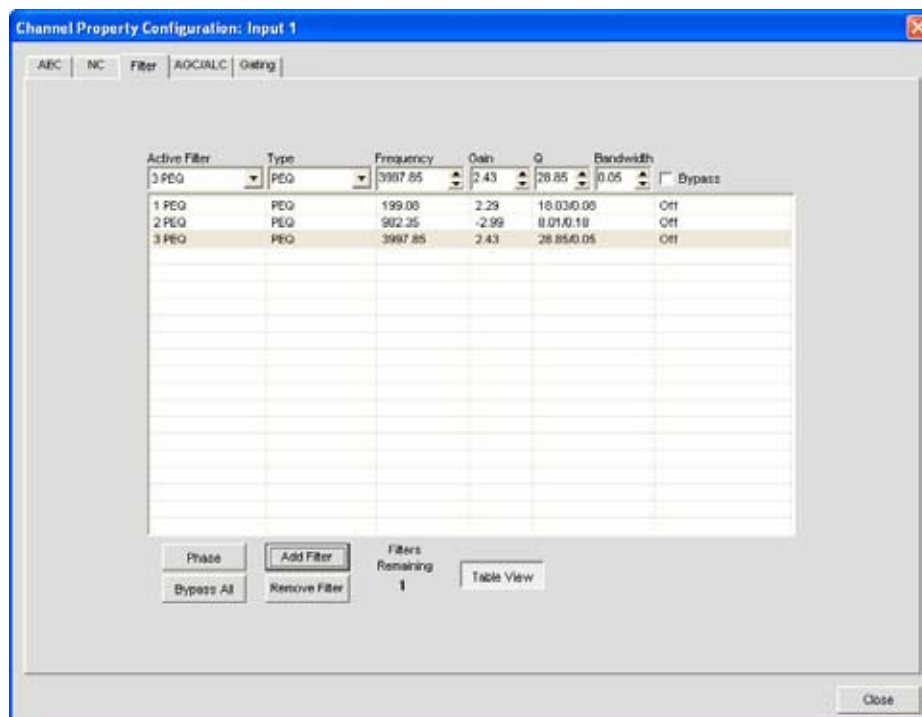 Channel Property Configuration: Input 1
AEC NC Filter AGC/ALC Gating
Active Filter Type Frequency Gain Q Bandwidth
3 PEQ PEQ 3997.85 2.43 28.85 0.05 Bypass
1 PEQ PEQ 199.08 2.29 18.03/0.08 Off
2 PEQ PEQ 982.35 -2.99 8.01/0.18 Off
3 PEQ PEQ 3997.85 2.43 28.85/0.05 Off
Phase Add Filter Filters
Remaining
1
Table View
Bypass All Remove Filter
Close